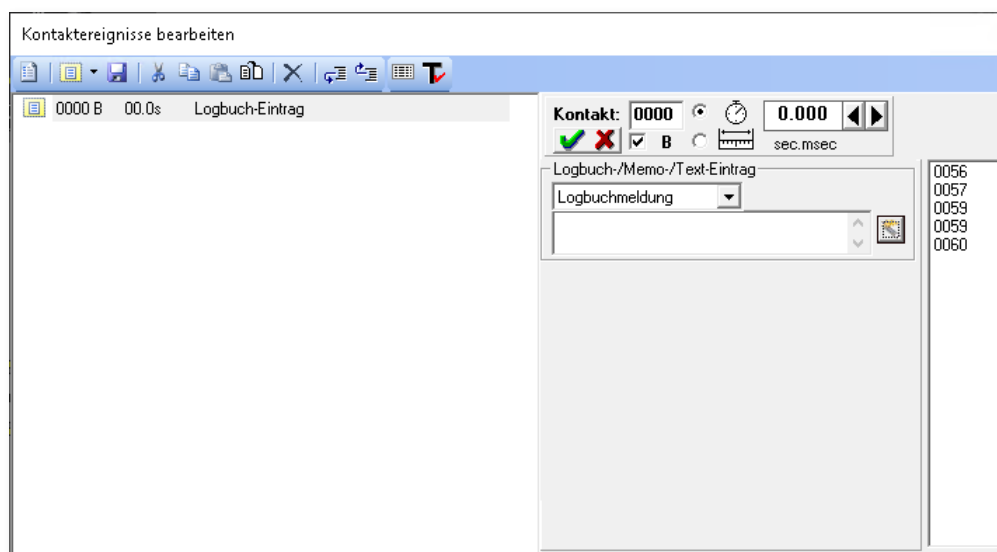 Kontaktereignisse bearbeiten
0000 B 00.0s Logbuch-Eintrag
Kontakt: 0000 0.000
B sec.msec
Logbuch-/Memo-/Text-Eintrag
Logbuchmeldung
0056
0057
0059
0059
0060